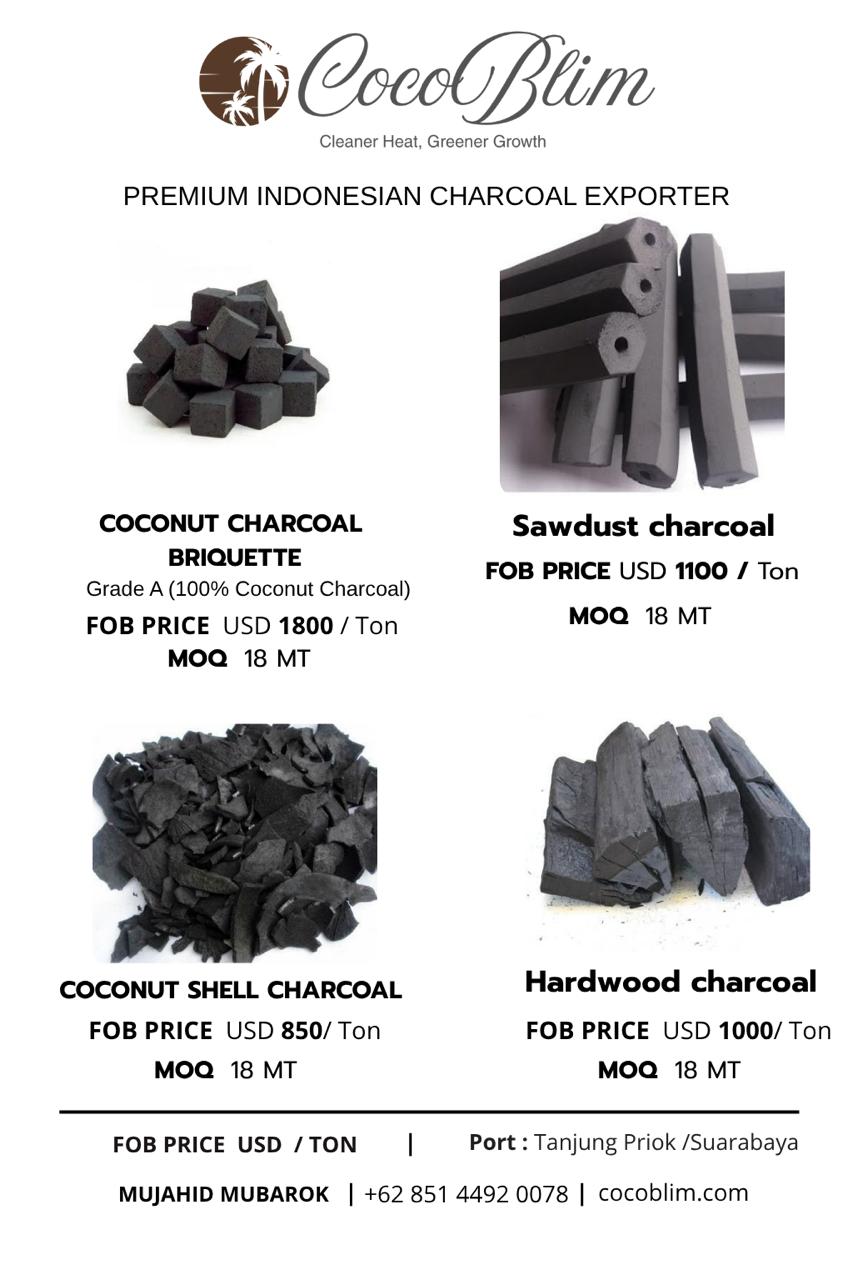 CocoBlim
Cleaner Heat, Greener Growth
PREMIUM INDONESIAN CHARCOAL EXPORTER
COCONUT CHARCOAL
BRIQUETTE
Grade A (100% Coconut Charcoal)
FOB PRICE USD 1800 / Ton
MOQ 18 MT
Sawdust charcoal
FOB PRICE USD 1100 / Ton
MOQ 18 MT
COCONUT SHELL CHARCOAL
FOB PRICE USD 850/ Ton
MOQ 18 MT
Hardwood charcoal
FOB PRICE USD 1000/ Ton
MOQ 18 MT
FOB PRICE USD / TON | Port : Tanjung Priok /Suarabaya
MUJAHID MUBAROK | +62 851 4492 0078 | cocoblim.com